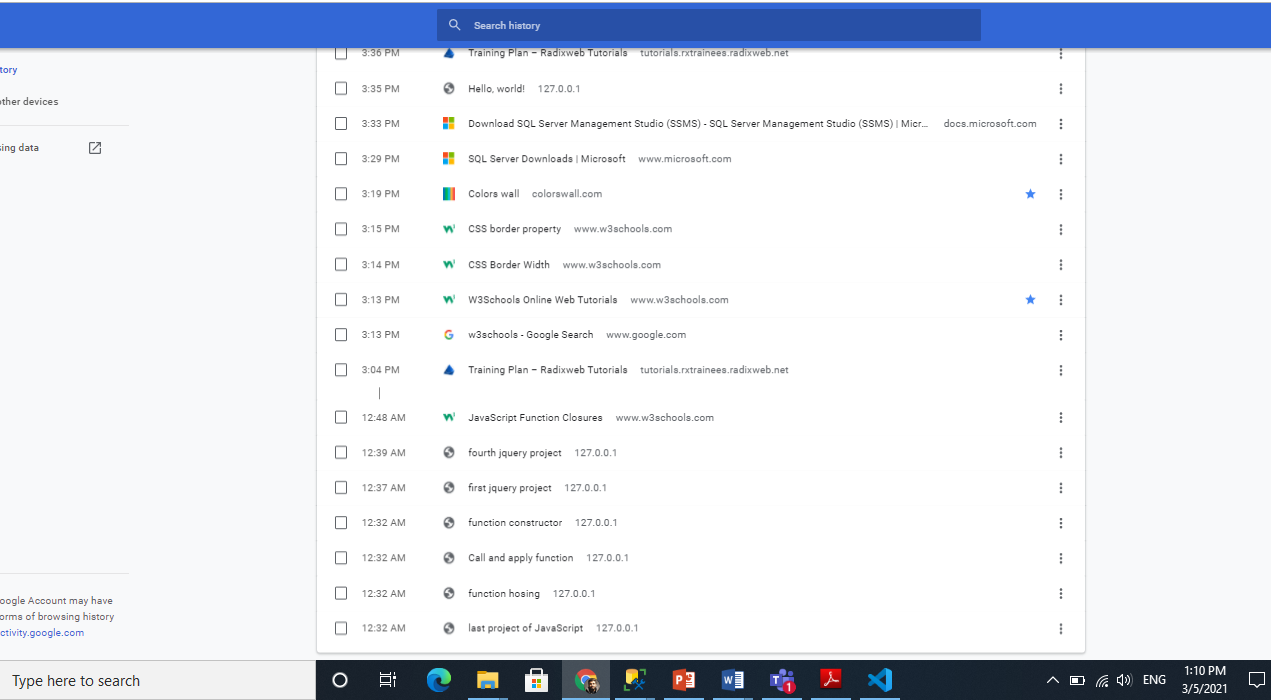 Search history
3:36 PM Training Plan – Radixweb Tutorials tutorials.rxtrainees.radixweb.net
tory
3:35 PM Hello, world! 127.0.0.1
other devices
3:33 PM Download SQL Server Management Studio (SSMS) - SQL Server Management Studio (SSMS) | Micr... docs.microsoft.com
sing data
3:29 PM SQL Server Downloads | Microsoft www.microsoft.com
3:19 PM Colors wall colorswall.com
3:15 PM CSS border property www.w3schools.com
3:14 PM CSS Border Width www.w3schools.com
3:13 PM W3Schools Online Web Tutorials www.w3schools.com
3:13 PM w3schools - Google Search www.google.com
3:04 PM Training Plan – Radixweb Tutorials tutorials.rxtrainees.radixweb.net
12:48 AM JavaScript Function Closures www.w3schools.com
12:39 AM fourth jquery project 127.0.0.1
12:37 AM first jquery project 127.0.0.1
12:32 AM function constructor 127.0.0.1
12:32 AM Call and apply function 127.0.0.1
12:32 AM function hosing 127.0.0.1
oogle Account may have
orms of browsing history
ctivity.google.com
12:32 AM last project of JavaScript 127.0.0.1
Type here to search
1
ENG
1:10 PM
3/5/2021